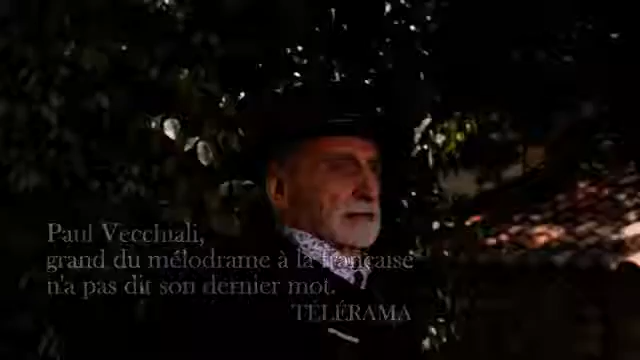 Paul Vecchiali,
grand du mélodrame à la française
n'a pas dit son dernier mot.
TÉLÉRAMA